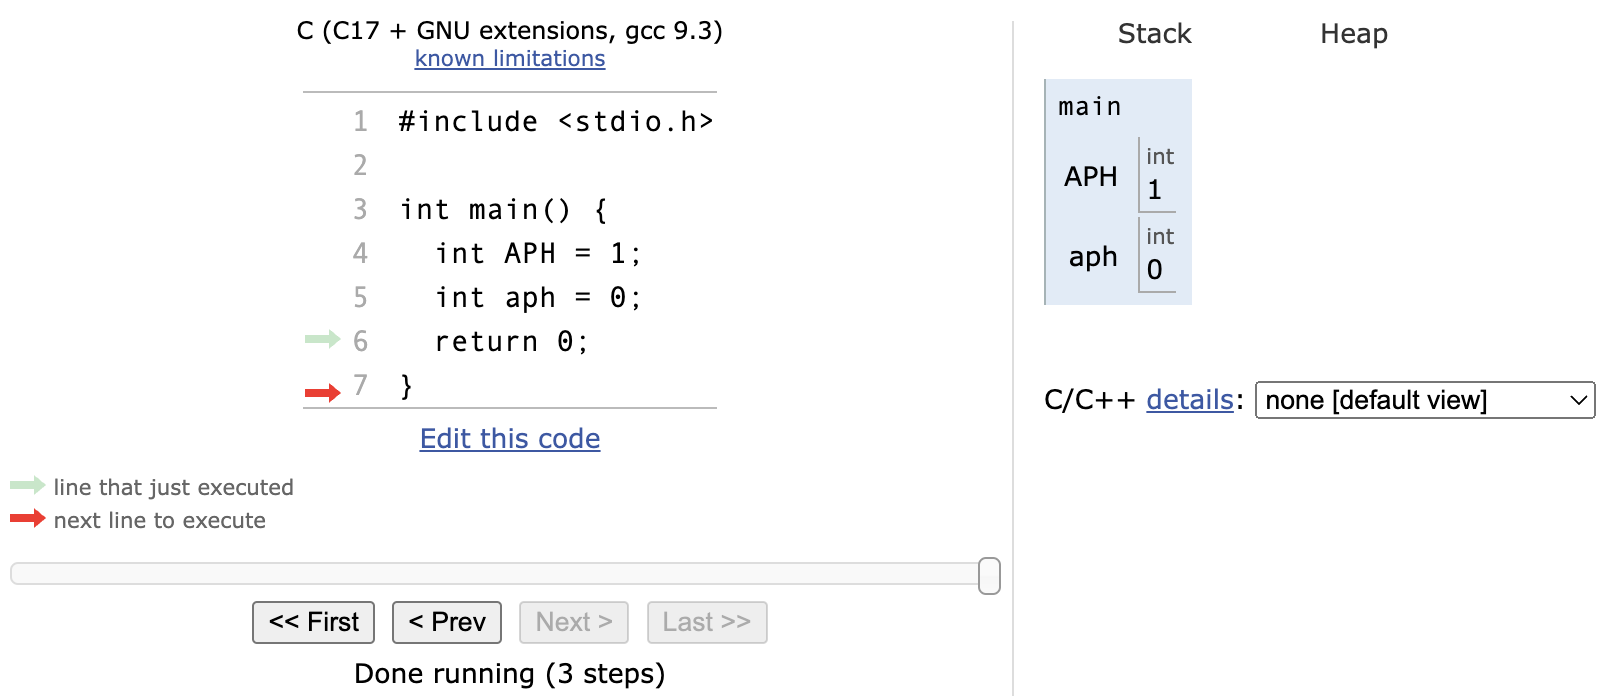 C (C17 + GNU extensions, gcc 9.3)
known limitations
1 #include <stdio.h>
2
3 int main() {
4   int APH = 1;
5   int aph = 0;
6   return 0;
7 }
Edit this code
line that just executed
next line to execute
<< First < Prev Next > Last >>
Done running (3 steps)
Stack Heap
main
APH int 1
aph int 0
C/C++ details: none [default view]